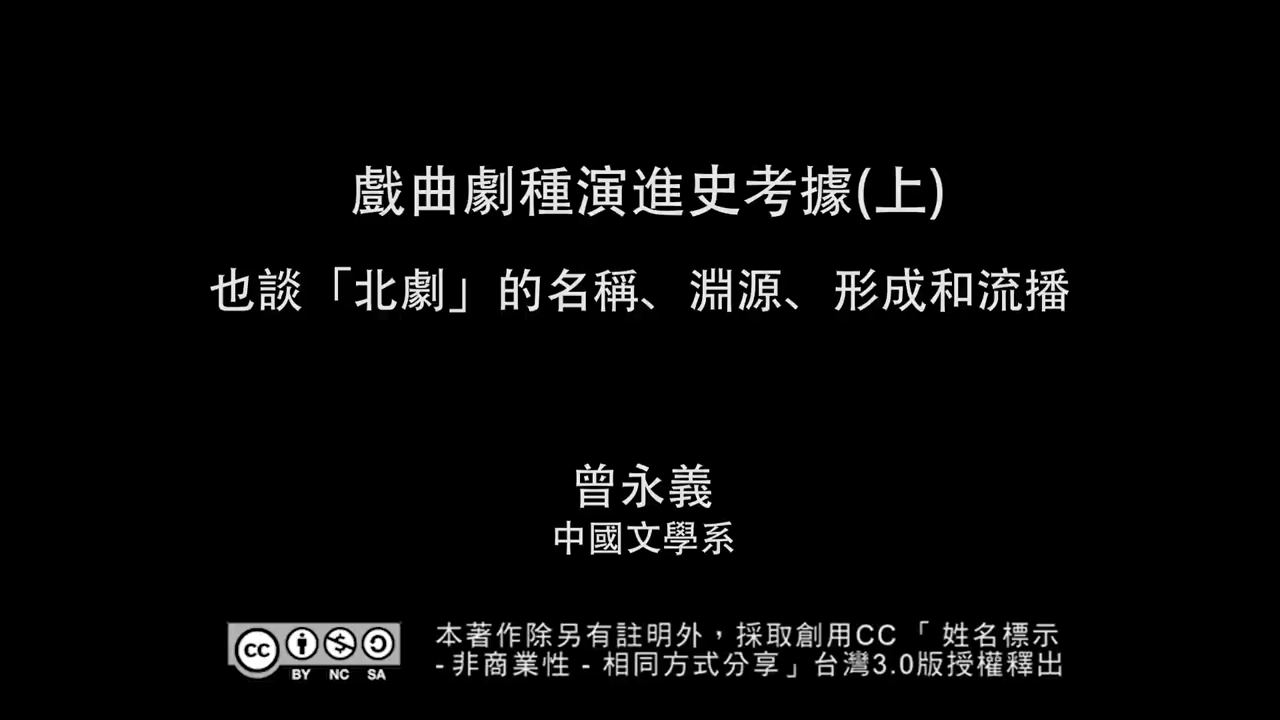 戲曲劇種演進史考據(上)
也談「北劇」的名稱、淵源、形成和流播
曾永義
中國文學系
cc BY NC SA
本著作除另有註明外，採取創用CC「姓名標示
-非商業性-相同方式分享」台灣3.0版授權釋出